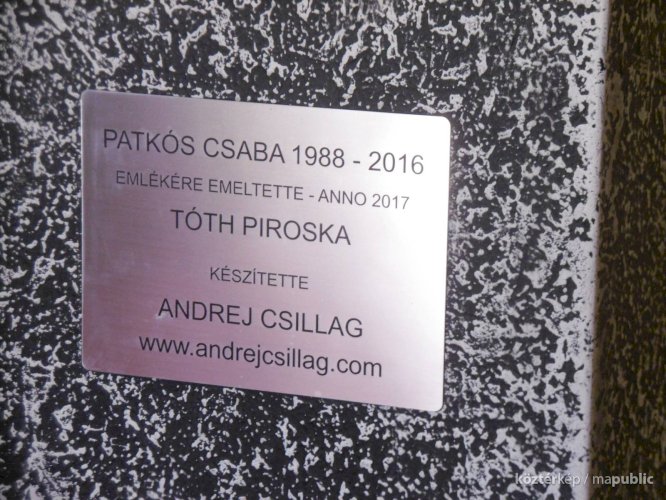 PATKÓS CSABA 1988 - 2016
EMLÉKÉRE EMELTETTE - ANNO 2017
TÓTH PIROSKA
KÉSZÍTETTE
ANDREJ CSILLAG
www.andrejcsillag.com
köztérkép / mapublic